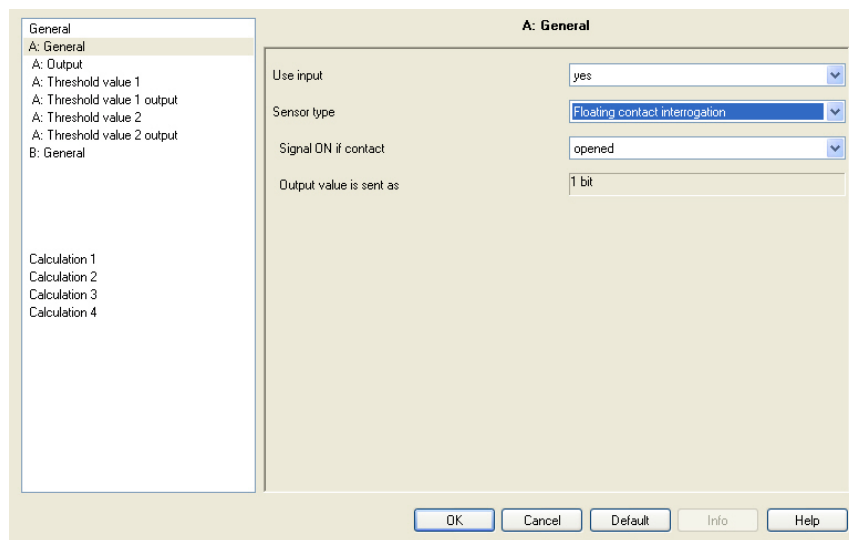 General
A: General
A: Output
A: Threshold value 1
A: Threshold value 1 output
A: Threshold value 2
A: Threshold value 2 output
B: General
Calculation 1
Calculation 2
Calculation 3
Calculation 4
A: General
Use input yes
Sensor type Floating contact interrogation
Signal ON if contact opened
Output value is sent as 1 bit
OK Cancel Default Info Help